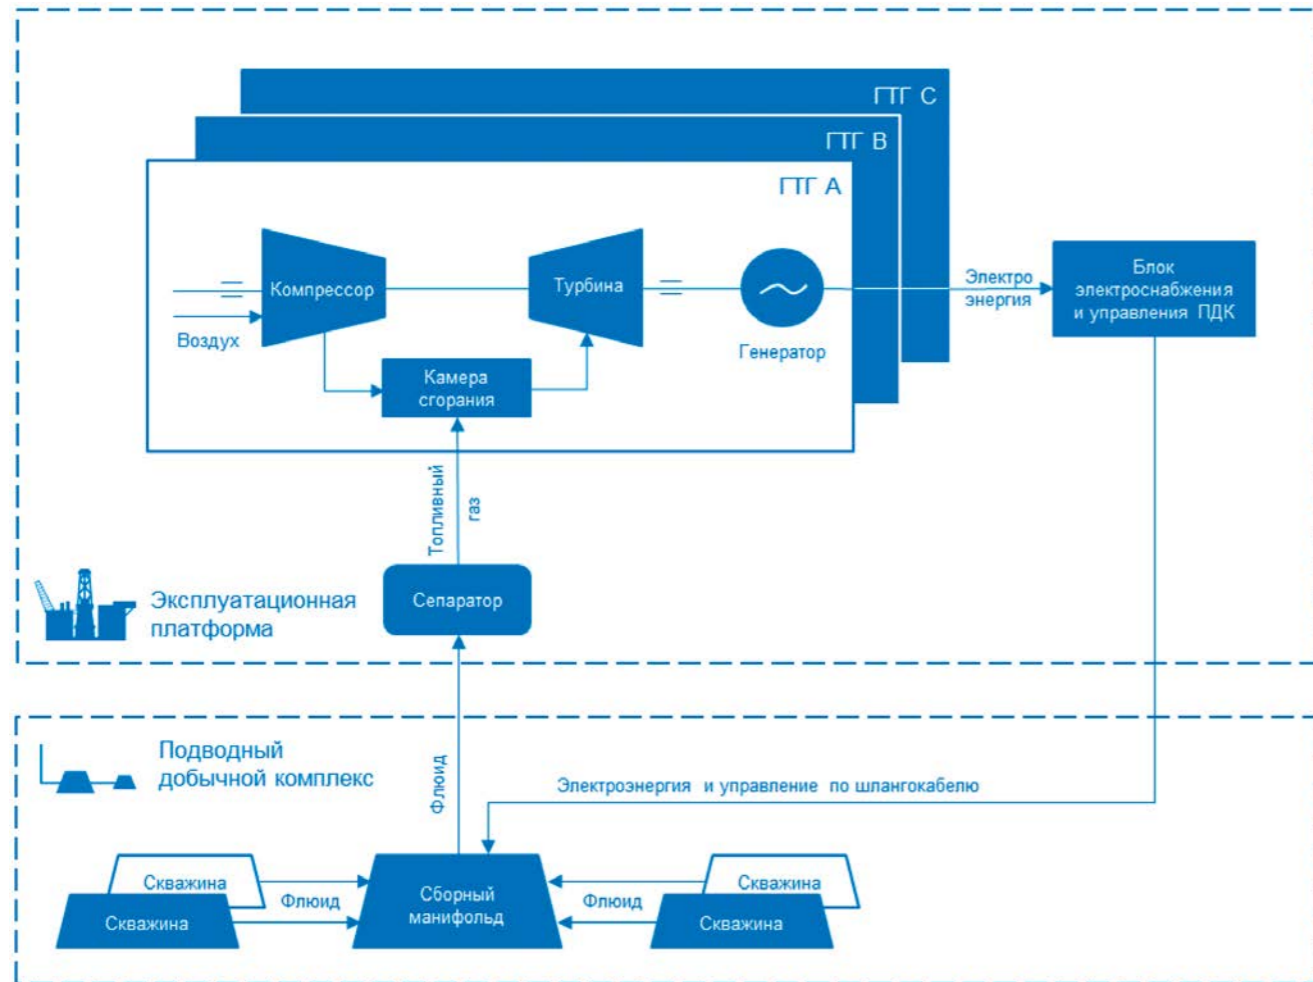 ГТГ С
ГТГ В
ГТГ А
Компрессор
Турбина
Воздух
Генератор
Камера
сгорания
Электро
энергия
Блок
электроснабжения
и управления ПДК
Топливный
газ
Сепаратор
Эксплуатационная
платформа
Подводный
добычной комплекс
Флюид
Электроэнергия и управление по шлангокабелю
Скважина
Флюид
Скважина
Сборный
манифольд
Скважина
Флюид
Скважина